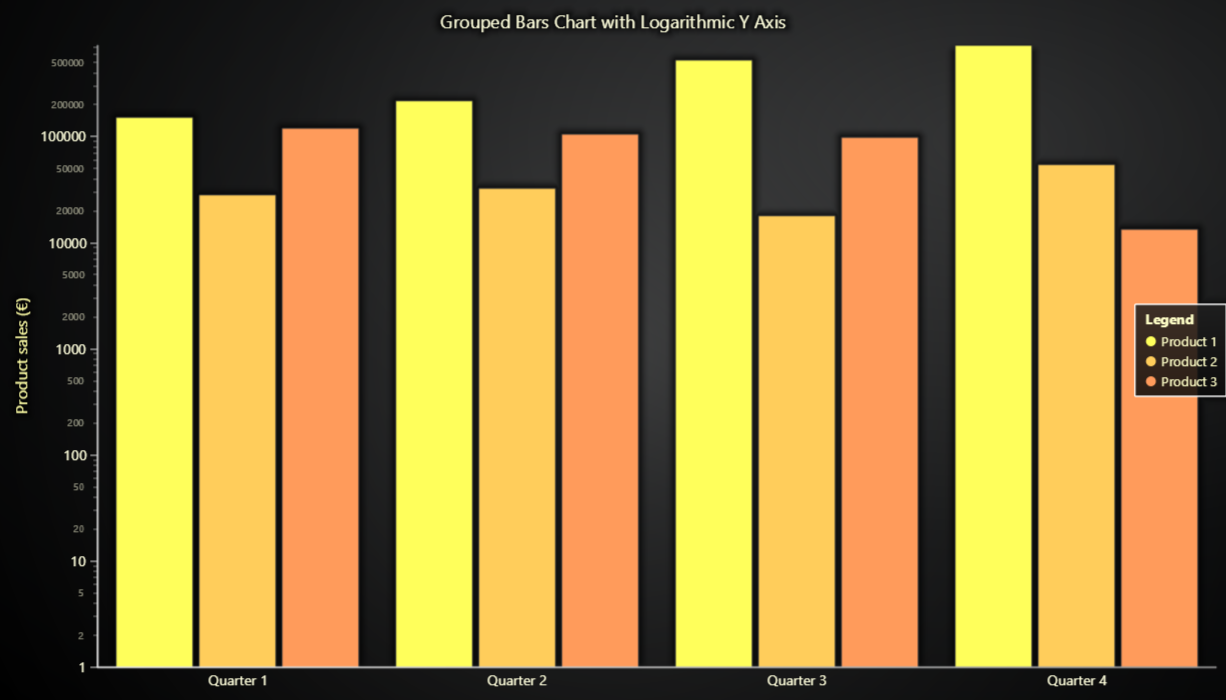 Grouped Bars Chart with Logarithmic Y Axis
500000
200000
100000
50000
20000
10000
5000
2000
1000
500
200
100
50
20
10
5
2
1
Product sales (€)
Quarter 1
Quarter 2
Quarter 3
Quarter 4
Legend
Product 1
Product 2
Product 3